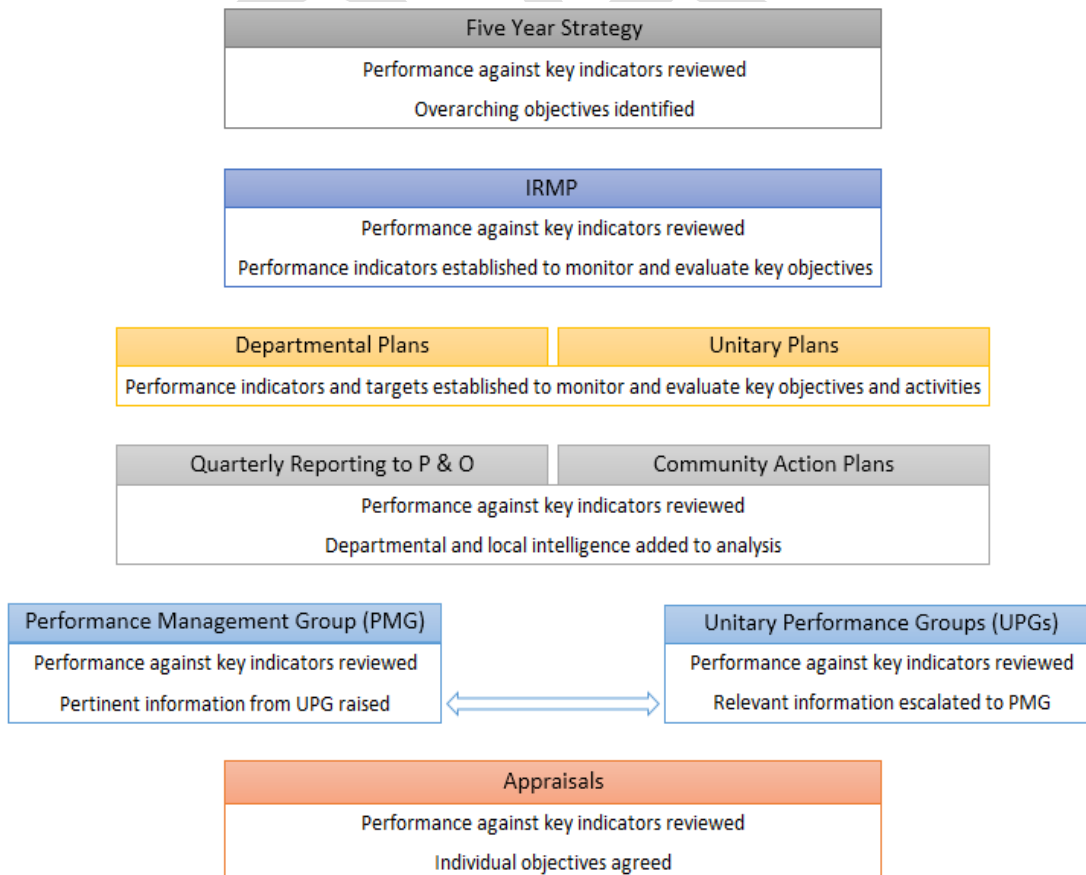 Five Year Strategy
Performance against key indicators reviewed
Overarching objectives identified
IRMP
Performance against key indicators reviewed
Performance indicators established to monitor and evaluate key objectives
Departmental Plans
Unitary Plans
Performance indicators and targets established to monitor and evaluate key objectives and activities
Quarterly Reporting to P & O
Community Action Plans
Performance against key indicators reviewed
Departmental and local intelligence added to analysis
Performance Management Group (PMG)
Performance against key indicators reviewed
Pertinent information from UPG raised
Unitary Performance Groups (UPGs)
Performance against key indicators reviewed
Relevant information escalated to PMG
Appraisals
Performance against key indicators reviewed
Individual objectives agreed